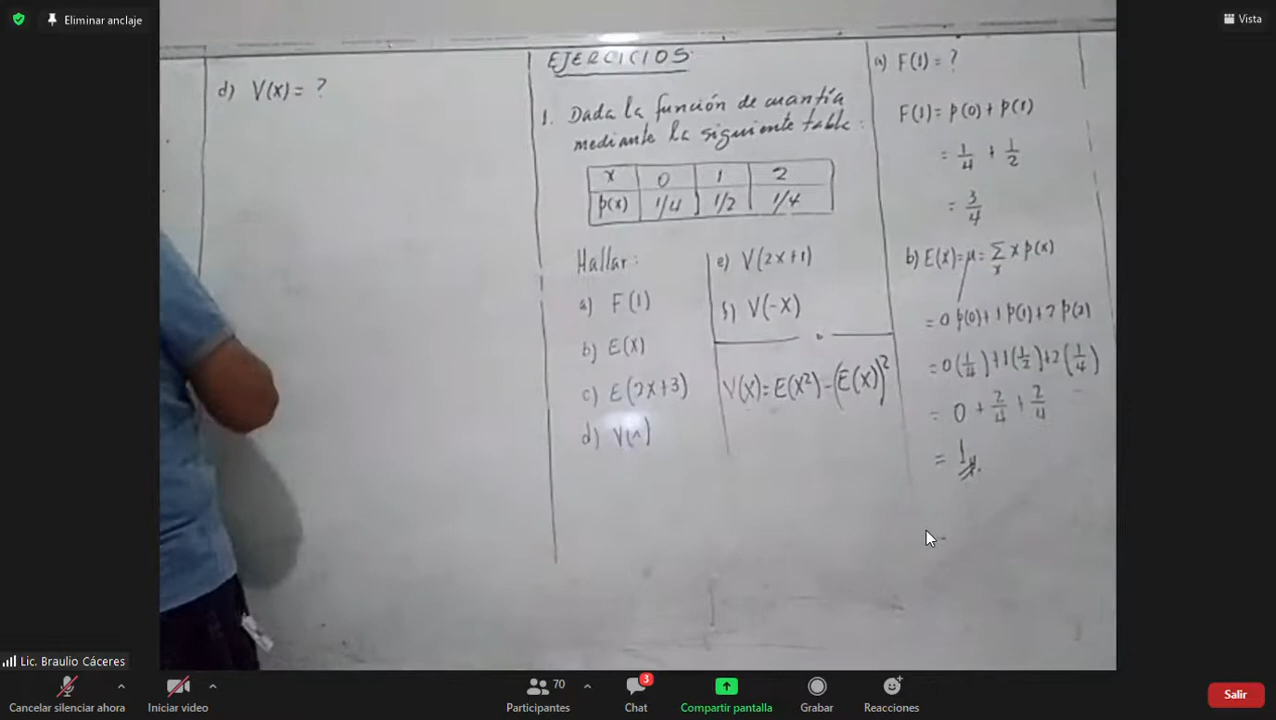 Eliminar anclaje
Vista
d) V(x) = ?
EJERCICIOS
1. Dada la función de cuantía
mediante la siguiente tabla:
x 0 1 2
p(x) 1/4 1/2 1/4
Hallar:
a) F(1)
b) E(x)
c) E(2x+3)
d) V(x)
e) V(2x+1)
f) V(-x)
V(x) = E(x²) - (E(x))²
a) F(1) = ?
F(1) = p(0) + p(1)
= 1/4 + 1/2
= 3/4
b) E(x) = μ = Σ x p(x)
x
= 0 p(0) + 1 p(1) + 2 p(2)
= 0(1/4) + 1(1/2) + 2(1/4)
= 0 + 2/4 + 2/4
= 1
Lic. Braulio Cáceres
Cancelar silenciar ahora
Iniciar video
70
Participantes
3
Chat
Compartir pantalla
Grabar
Reacciones
Salir